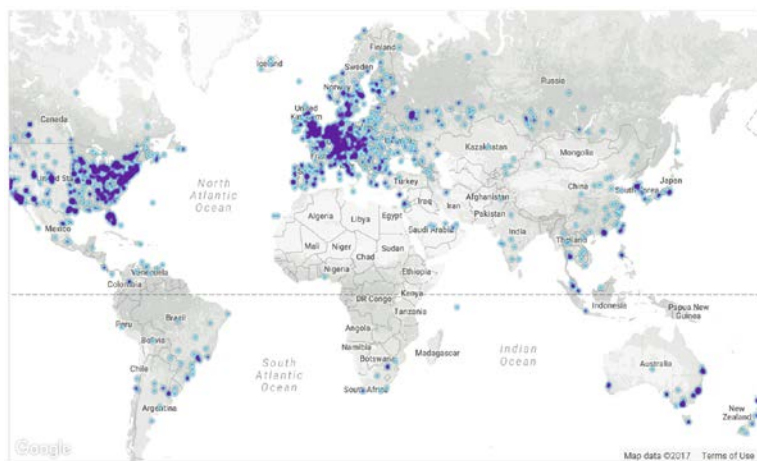 Iceland
Finland
Sweden
Norway
Russia
Canada
United
Kingdom
Kazakhstan
Mongolia
United States
North
Atlantic
Ocean
Turkey
China
South Korea
Japan
Iraq
Iran
Afghanistan
Pakistan
Algeria
Libya
Egypt
Saudi Arabia
India
Mexico
Mali
Niger
Sudan
Chad
Thailand
Nigeria
Ethiopia
Venezuela
Colombia
DR Congo
Kenya
Tanzania
Indonesia
Papua New
Guinea
Peru
Brazil
Bolivia
Angola
Namibia
Botswana
Madagascar
Indian
Ocean
Chile
South
Atlantic
Ocean
Australia
South Africa
Argentina
New
Zealand
Google
Map data ©2017 Terms of Use